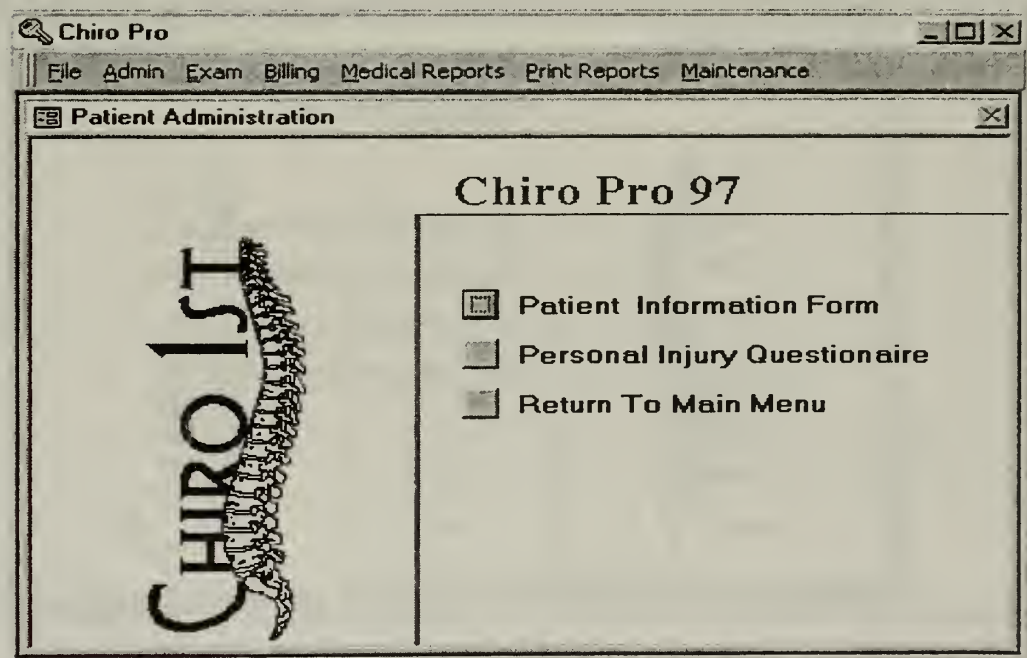 Chiro Pro
File Admin Exam Billing Medical Reports Print Reports Maintenance
Patient Administration
Chiro Pro 97
CHIRO 1ST
Patient Information Form
Personal Injury Questionaire
Return To Main Menu